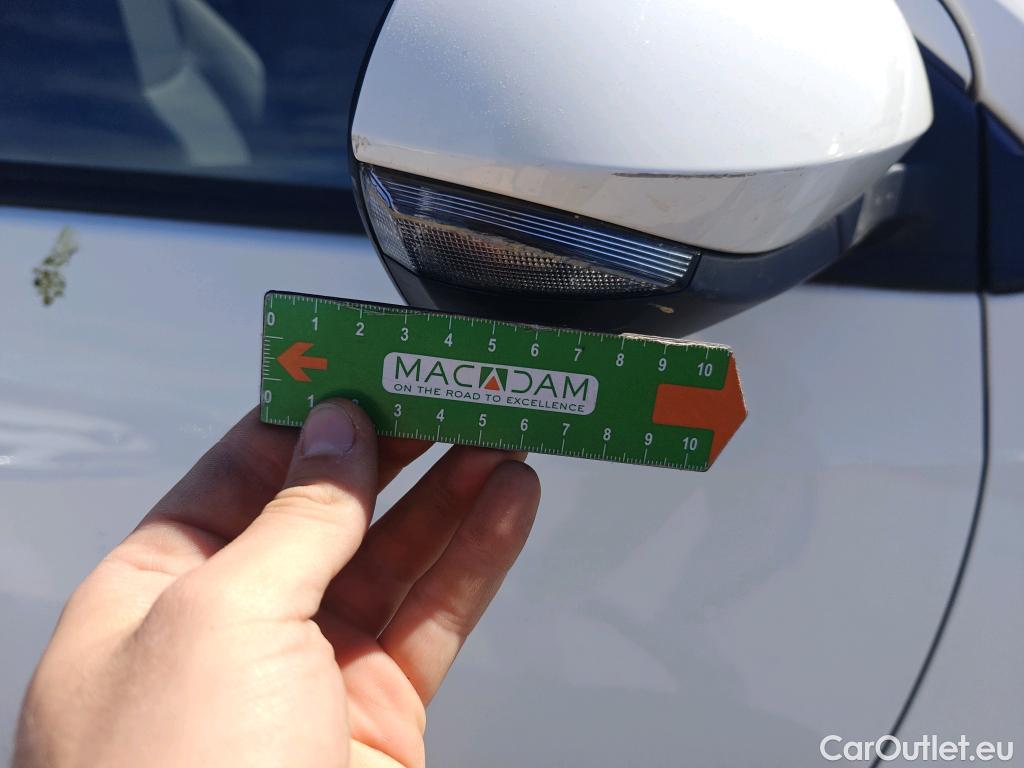 0 1 2 3 4 5 6 7 8 9 10
MACADAM
ON THE ROAD TO EXCELLENCE
0 1 2 3 4 5 6 7 8 9 10
CarOutlet.eu